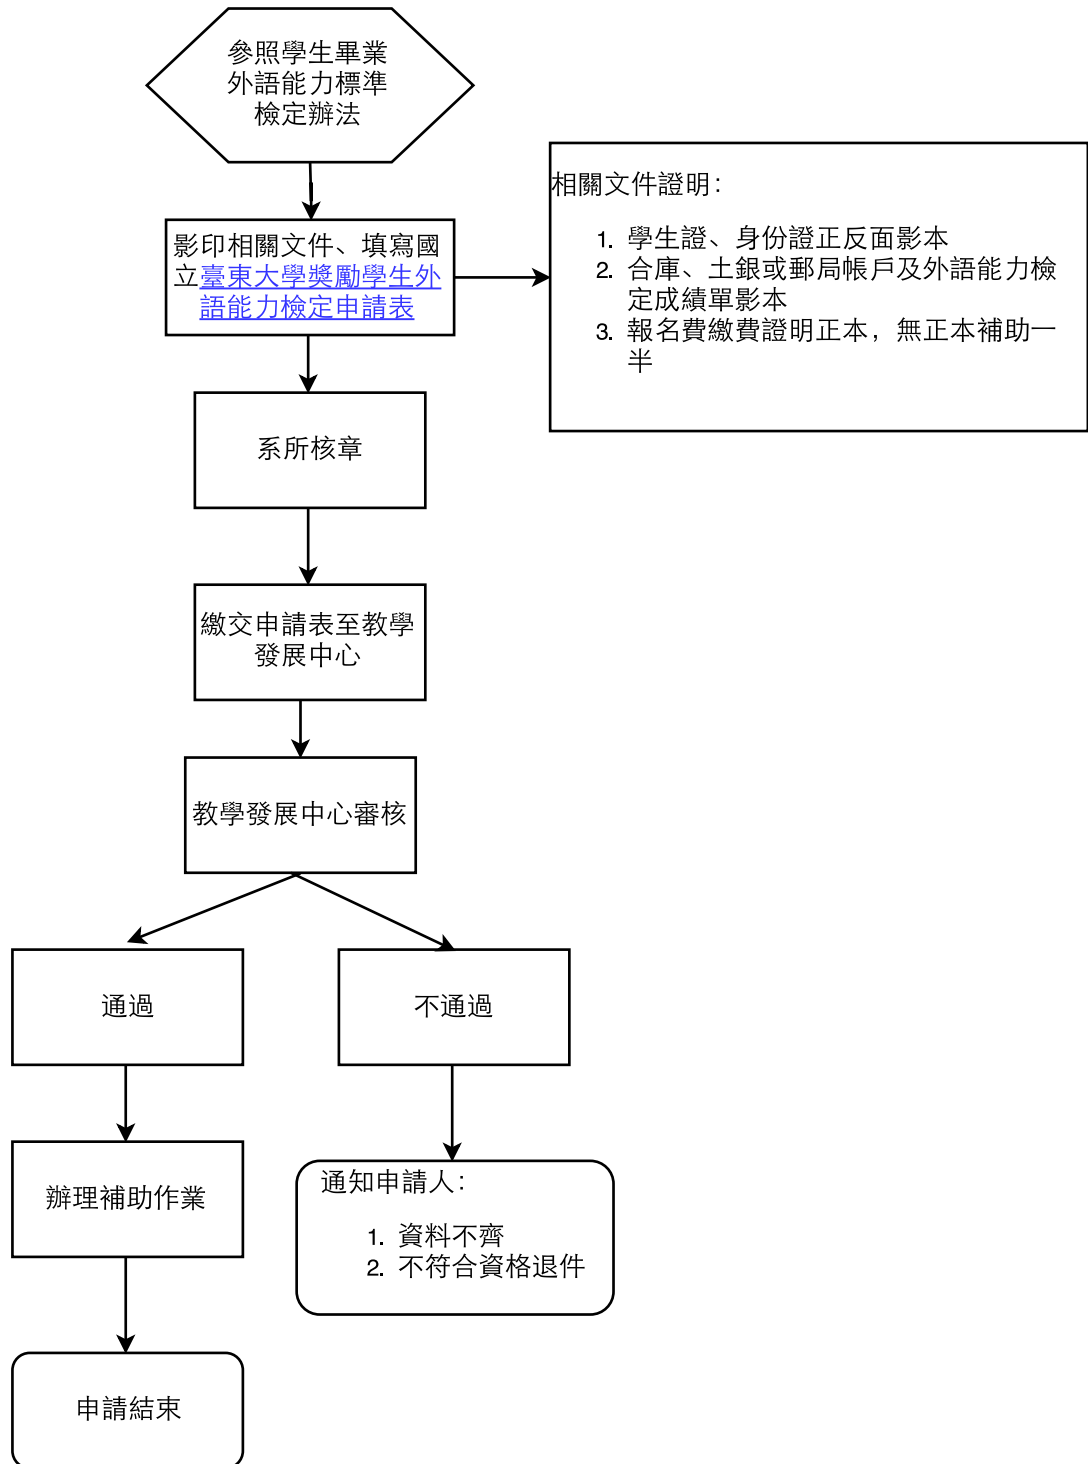 參照學生畢業
外語能力標準
檢定辦法
影印相關文件、填寫國
立臺東大學獎勵學生外
語能力檢定申請表
相關文件證明：
1. 學生證、身份證正反面影本
2. 合庫、土銀或郵局帳戶及外語能力檢
定成績單影本
3. 報名費繳費證明正本，無正本補助一
半
系所核章
繳交申請表至教學
發展中心
教學發展中心審核
通過
不通過
辦理補助作業
通知申請人：
1. 資料不齊
2. 不符合資格退件
申請結束